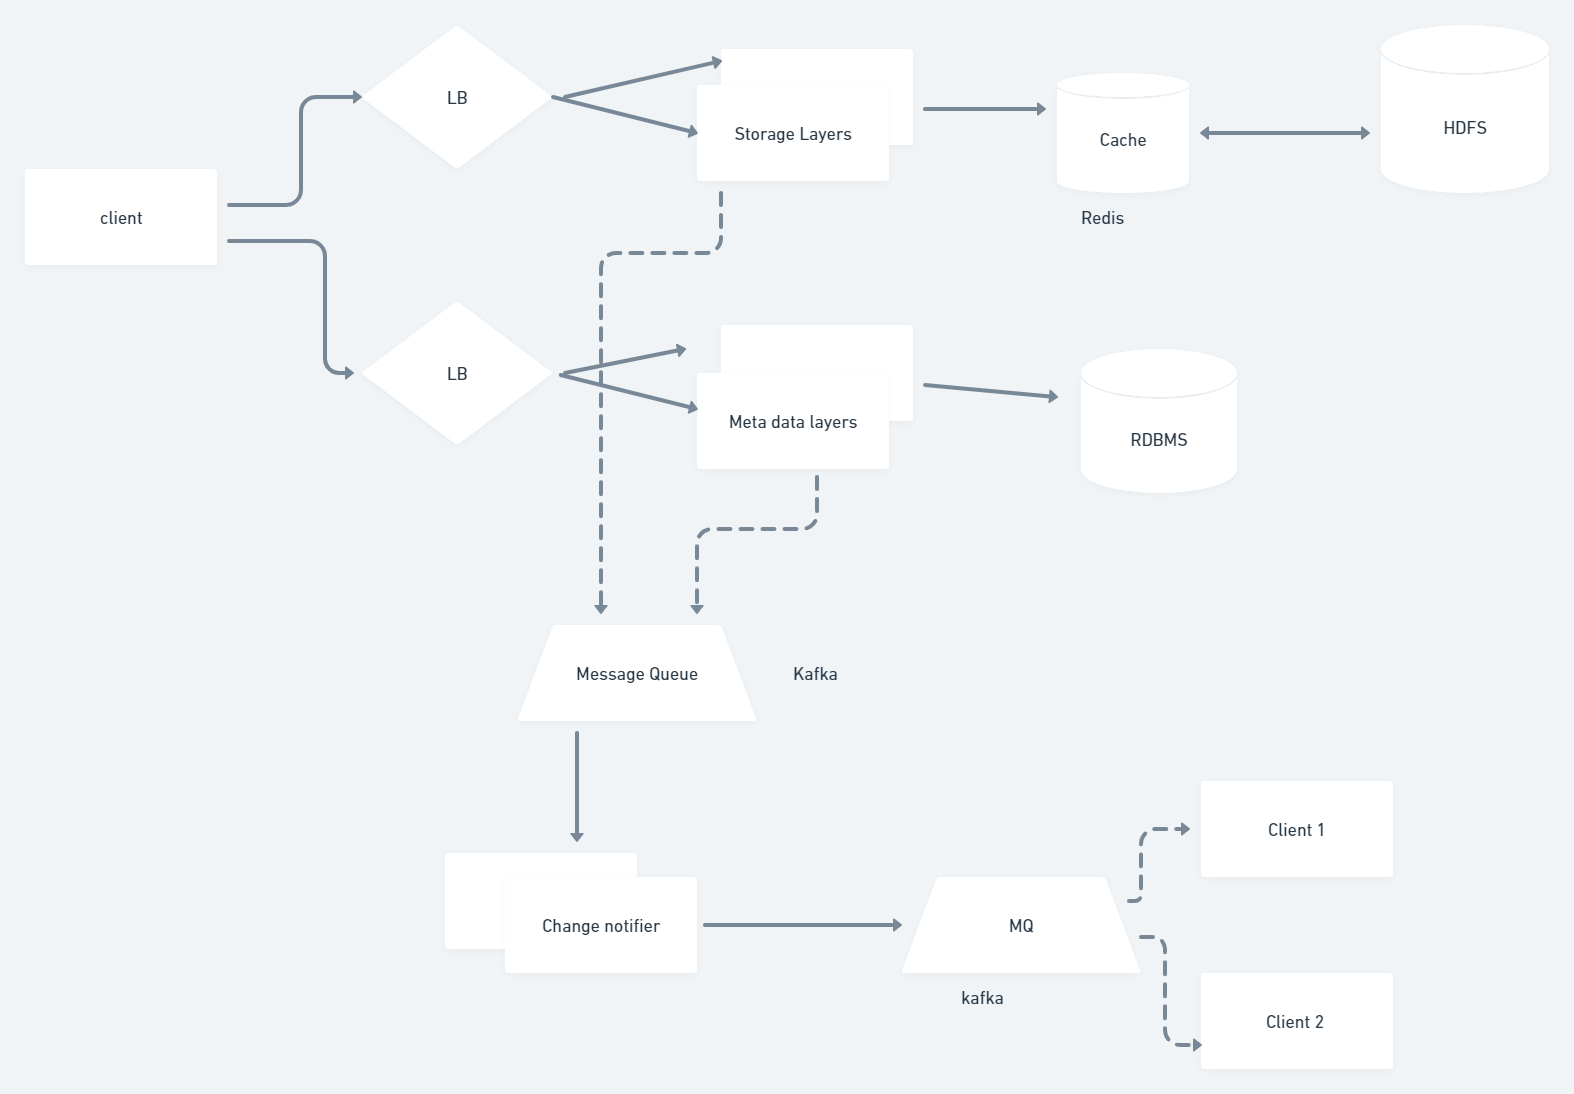 LB
Storage Layers
Cache
HDFS
client
Redis
LB
Meta data layers
RDBMS
Message Queue
Kafka
Client 1
Change notifier
MQ
kafka
Client 2